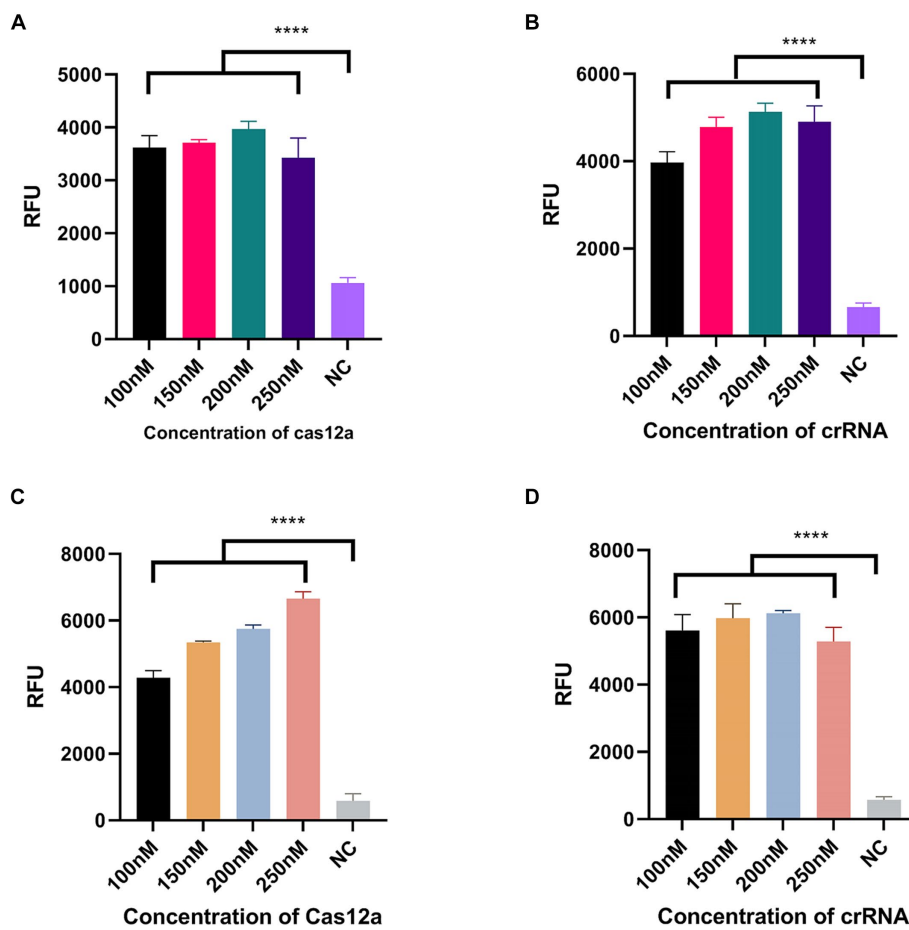 A
****
5000
4000
3000
2000
1000
0
RFU
100nM
150nM
200nM
250nM
NC
Concentration of cas12a
B
****
6000
4000
2000
0
RFU
100nM
150nM
200nM
250nM
NC
Concentration of crRNA
C
****
8000
6000
4000
2000
0
RFU
100nM
150nM
200nM
250nM
NC
Concentration of Cas12a
D
****
8000
6000
4000
2000
0
RFU
100nM
150nM
200nM
250nM
NC
Concentration of crRNA